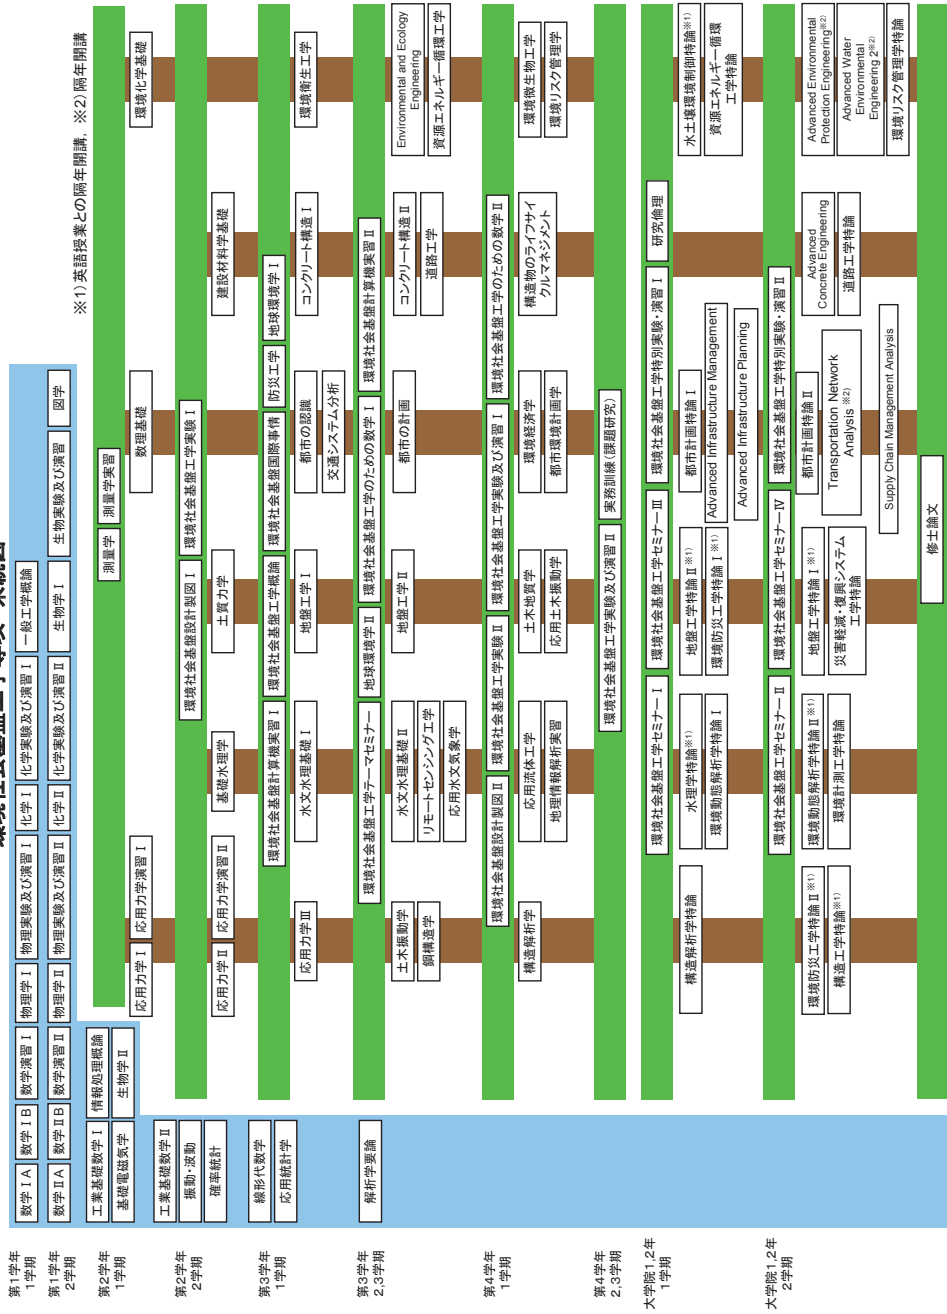 第1学年
1学期
数学ⅠA
数学ⅠB
数学演習Ⅰ
物理学Ⅰ
物理実験及び演習Ⅰ
化学Ⅰ
化学実験及び演習Ⅰ
一般工学概論
第1学年
2学期
数学ⅡA
数学ⅡB
数学演習Ⅱ
物理学Ⅱ
物理実験及び演習Ⅱ
化学Ⅱ
化学実験及び演習Ⅱ
生物学Ⅰ
生物実験及び演習
図学
※1)英語授業との隔年開講、※2)隔年開講
第2学年
1学期
工業基礎数学Ⅰ
情報処理概論
基礎電磁気学
生物学Ⅱ
測量学
測量学実習
応用力学Ⅰ
応用力学演習Ⅰ
数理基礎
環境化学基礎
第2学年
2学期
工業基礎数学Ⅱ
振動・波動
確率統計
環境社会基盤設計製図Ⅰ
環境社会基盤工学実験Ⅰ
応用力学Ⅱ
応用力学演習Ⅱ
基礎水理学
土質力学
建設材料学基礎
第3学年
1学期
線形代数学
応用統計学
環境社会基盤計算機実習Ⅰ
環境社会基盤工学概論
環境社会基盤国際事情
防災工学
地球環境学Ⅰ
応用力学Ⅲ
水文水理基礎Ⅰ
地盤工学Ⅰ
都市の認識
交通システム分析
コンクリート構造Ⅰ
環境衛生工学
第3学年
2,3学期
解析学要論
環境社会基盤工学テーマセミナー
地球環境学Ⅱ
環境社会基盤工学のための数学Ⅰ
環境社会基盤計算機実習Ⅱ
土木振動学
鋼構造学
水文水理基礎Ⅱ
リモートセンシング工学
応用水文気象学
地盤工学Ⅱ
都市の計画
コンクリート構造Ⅱ
道路工学
Environmental and Ecology
Engineering
資源エネルギー循環工学
第4学年
1学期
環境社会基盤設計製図Ⅱ
環境社会基盤工学実験Ⅱ
環境社会基盤工学実験及び演習Ⅰ
環境社会基盤工学のための数学Ⅱ
構造解析学
応用流体工学
地理情報解析実習
土木地質学
応用土木振動学
環境経済学
都市環境計画学
構造物のライフサイ
クルマネジメント
環境微生物工学
環境リスク管理学
第4学年
2,3学期
環境社会基盤工学実験及び演習Ⅱ
実務訓練(課題研究)
大学院1,2年
1学期
環境社会基盤工学セミナーⅠ
環境社会基盤工学セミナーⅢ
環境社会基盤工学特別実験・演習Ⅰ
研究倫理
構造解析学特論
水理学特論※1)
環境動態解析学特論Ⅰ
地盤工学特論Ⅱ※1)
環境防災工学特論Ⅰ※1)
都市計画特論Ⅰ
Advanced Infrastructure Management
Advanced Infrastructure Planning
水土壌環境制御特論※1)
資源エネルギー循環
工学特論
大学院1,2年
2学期
環境社会基盤工学セミナーⅡ
環境社会基盤工学セミナーⅣ
環境社会基盤工学特別実験・演習Ⅱ
環境防災工学特論Ⅱ※1)
構造工学特論※1)
環境動態解析学特論Ⅱ※1)
環境計測工学特論
地盤工学特論Ⅰ※1)
災害軽減・復興システム
工学特論
都市計画特論Ⅱ
Transportation Network
Analysis ※2)
Supply Chain Management Analysis
Advanced
Concrete Engineering
道路工学特論
Advanced Environmental
Protection Engineering※2)
Advanced Water
Environmental
Engineering 2※2)
環境リスク管理学特論
修士論文